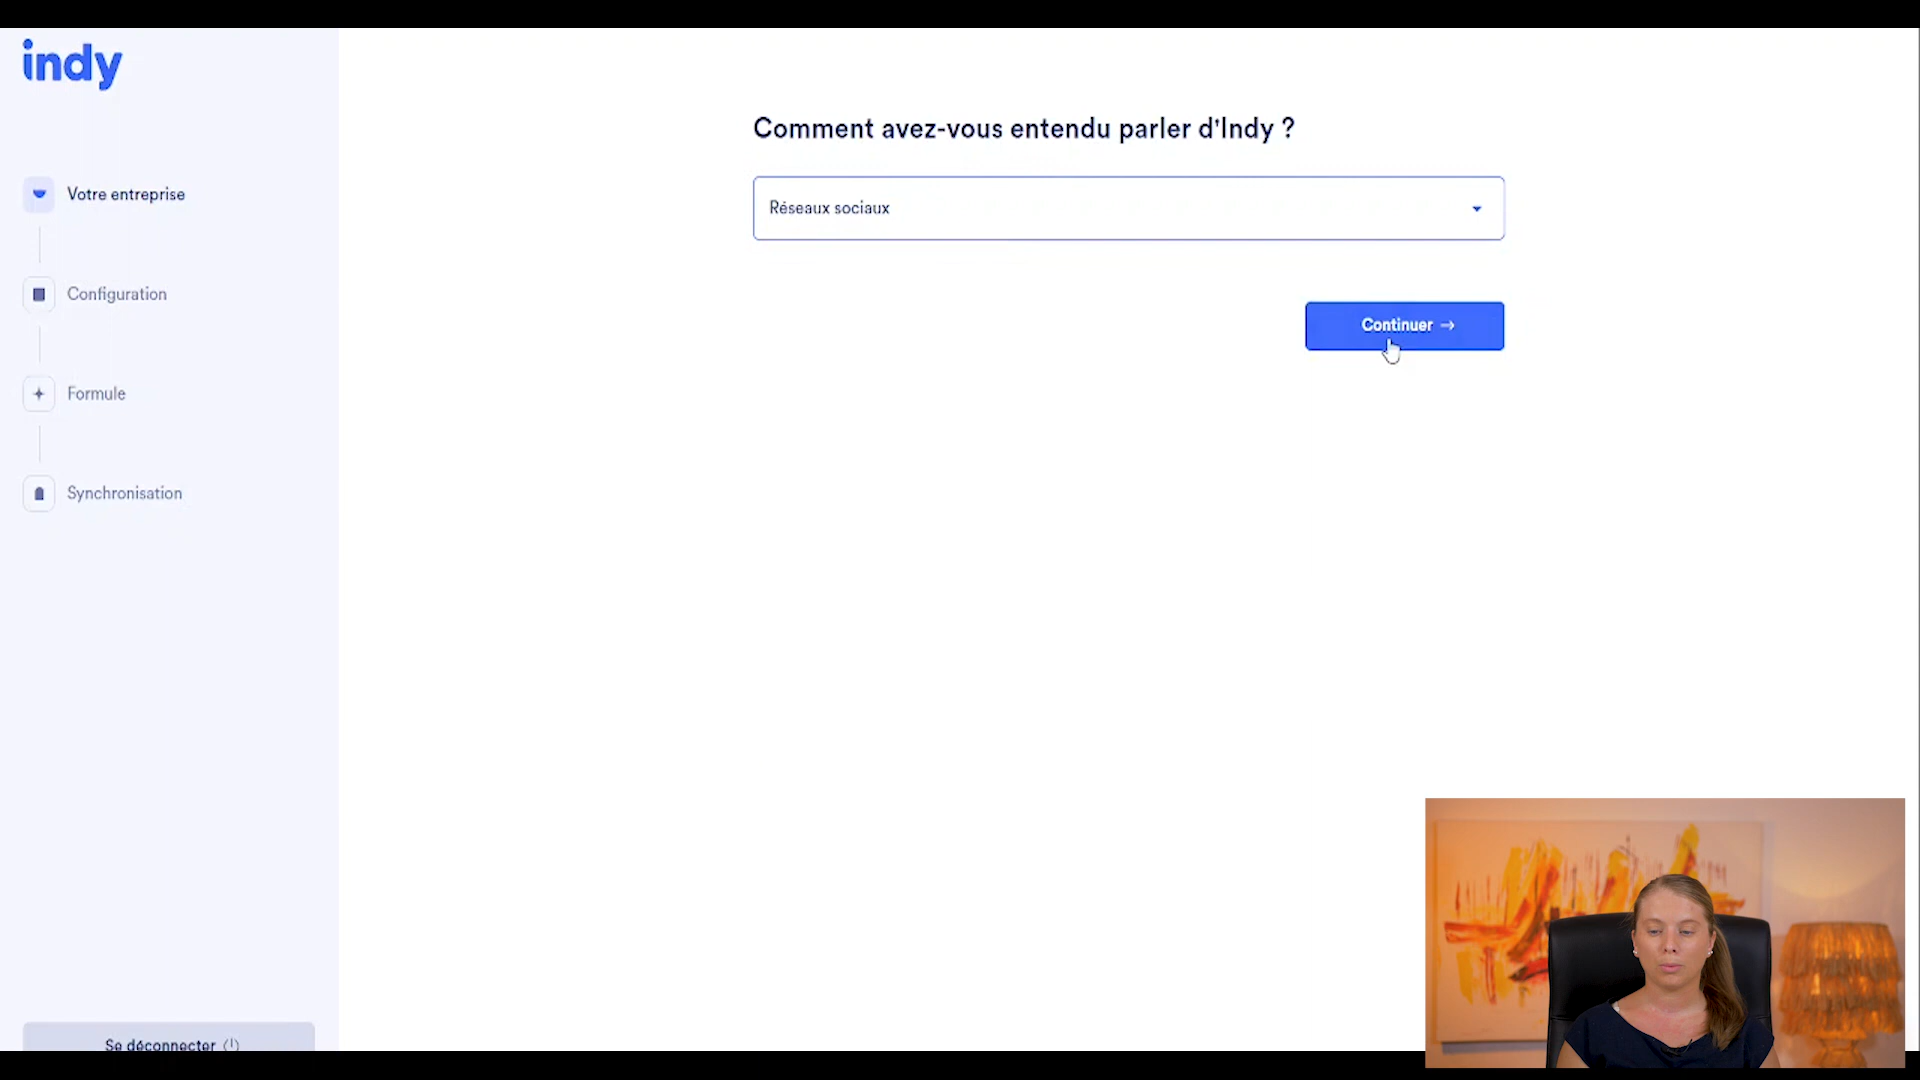 indy
Votre entreprise
Configuration
Formule
Synchronisation
Se déconnecter
Comment avez-vous entendu parler d'Indy ?
Réseaux sociaux
Continuer →